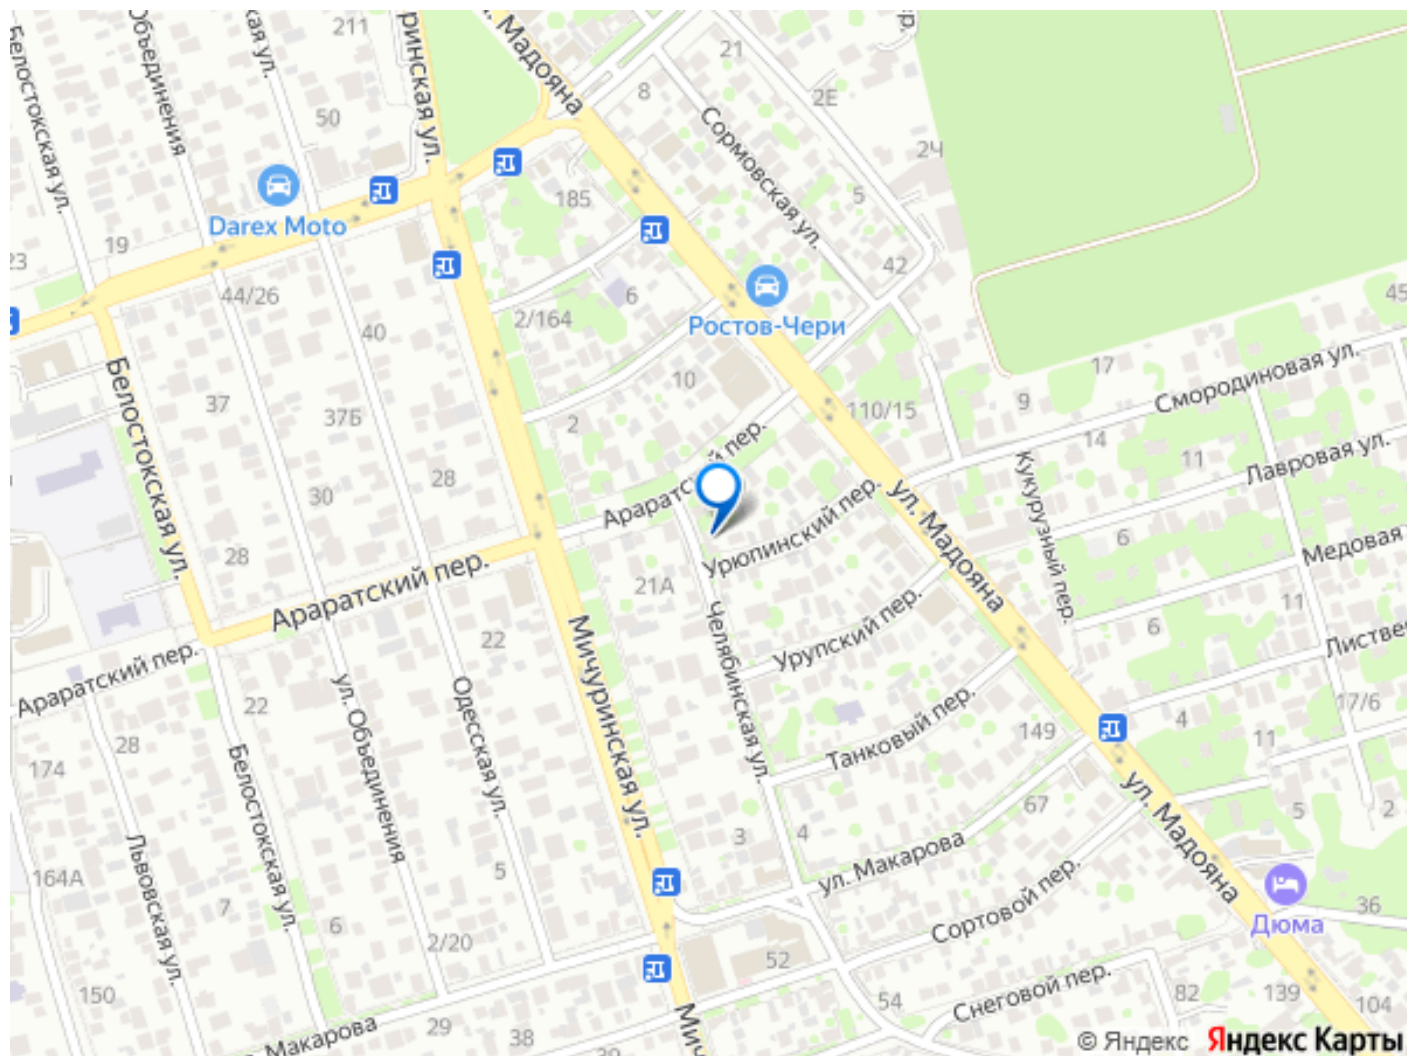 211
21
2Е
24
50
8
5
185
19
23
44/26
40
6
2/164
42
10
110/15
37
37Б
2
28
30
28
17
9
14
11
45
6
11
6
21А
22
22
28
174
164А
150
7
5
6
2/20
29
38
3
4
67
149
4
11
17/6
5
2
36
52
54
82
139
104
Белостокская ул.
Объединения
кая ул.
ринская ул.
л. Мадояна
Сормовская ул.
пер.
Darex Moto
Ростов-Чери
Смородиновая ул.
Лавровая ул.
Медовая
Листве
Кукурузный пер.
ул. Мадояна
Араратский пер.
Урюпинский пер.
Урупский пер.
Танковый пер.
Челябинская ул.
Белостокская ул.
Араратский пер.
Араратский пер.
Мичуринская ул.
Одесская ул.
ул. Объединения
Белостокская ул.
Львовская ул.
ул. Макарова
л. Макарова
Сортовой пер.
Снеговой пер.
ул. Мадояна
Мич
Дюма
© Яндекс Яндекс Карты